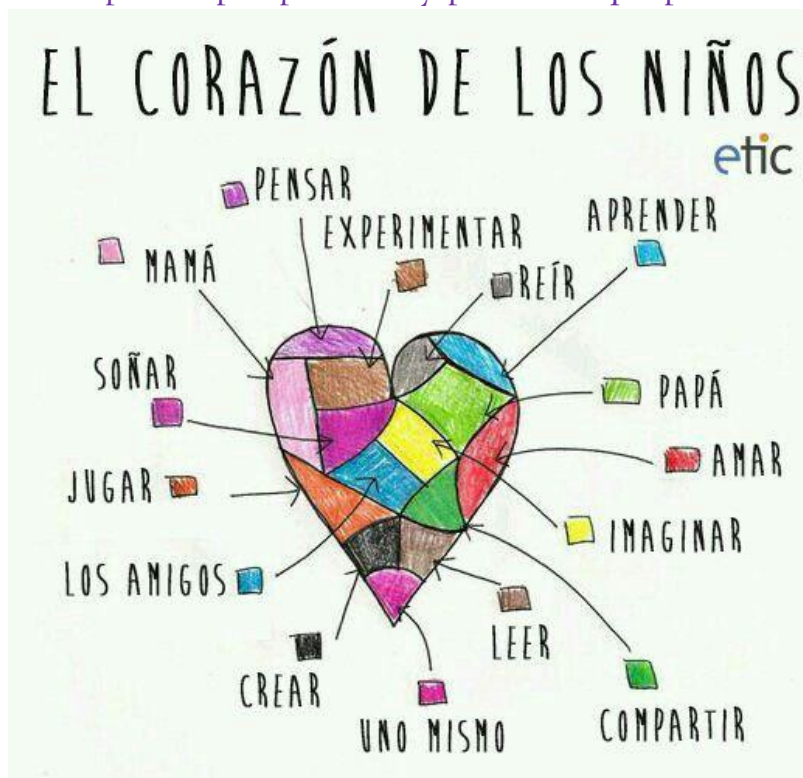 EL CORAZÓN DE LOS NIÑOS
etic
PENSAR
EXPERIMENTAR
APRENDER
MAMÁ
REÍR
SOÑAR
PAPÁ
AMAR
JUGAR
IMAGINAR
LOS AMIGOS
LEER
CREAR
UNO MISMO
COMPARTIR